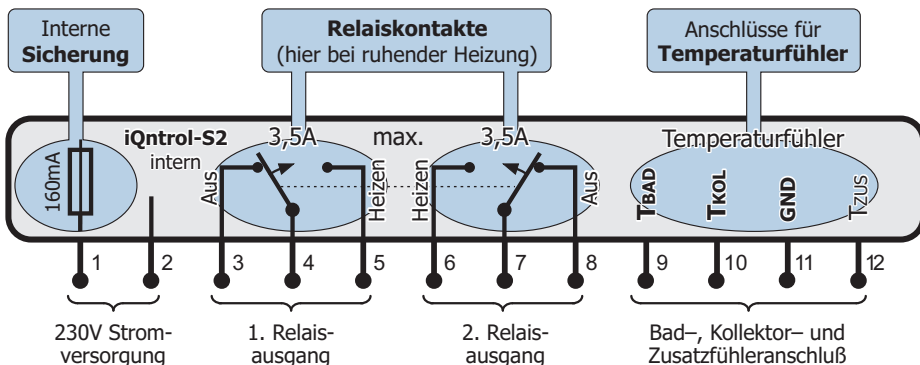 Interne
Sicherung
Relaiskontakte
(hier bei ruhender Heizung)
Anschlüsse für
Temperaturfühler
160mA
iQntrol-S2
intern
3,5A
max.
3,5A
Aus
Heizen
Heizen
Aus
Temperaturfühler
TBAD
TKOL
GND
TZUS
1
2
3
4
5
6
7
8
9
10
11
12
230V Strom-
versorgung
1. Relais-
ausgang
2. Relais-
ausgang
Bad–, Kollektor– und
Zusatzfühleranschluß